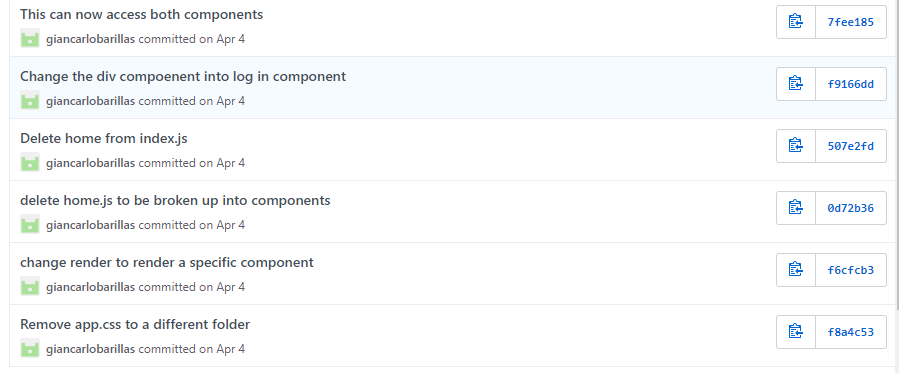 This can now access both components
7fee185
giancarlobarillas committed on Apr 4
Change the div compoenent into log in component
f9166dd
giancarlobarillas committed on Apr 4
Delete home from index.js
507e2fd
giancarlobarillas committed on Apr 4
delete home.js to be broken up into components
0d72b36
giancarlobarillas committed on Apr 4
change render to render a specific component
f6cfcb3
giancarlobarillas committed on Apr 4
Remove app.css to a different folder
f8a4c53
giancarlobarillas committed on Apr 4